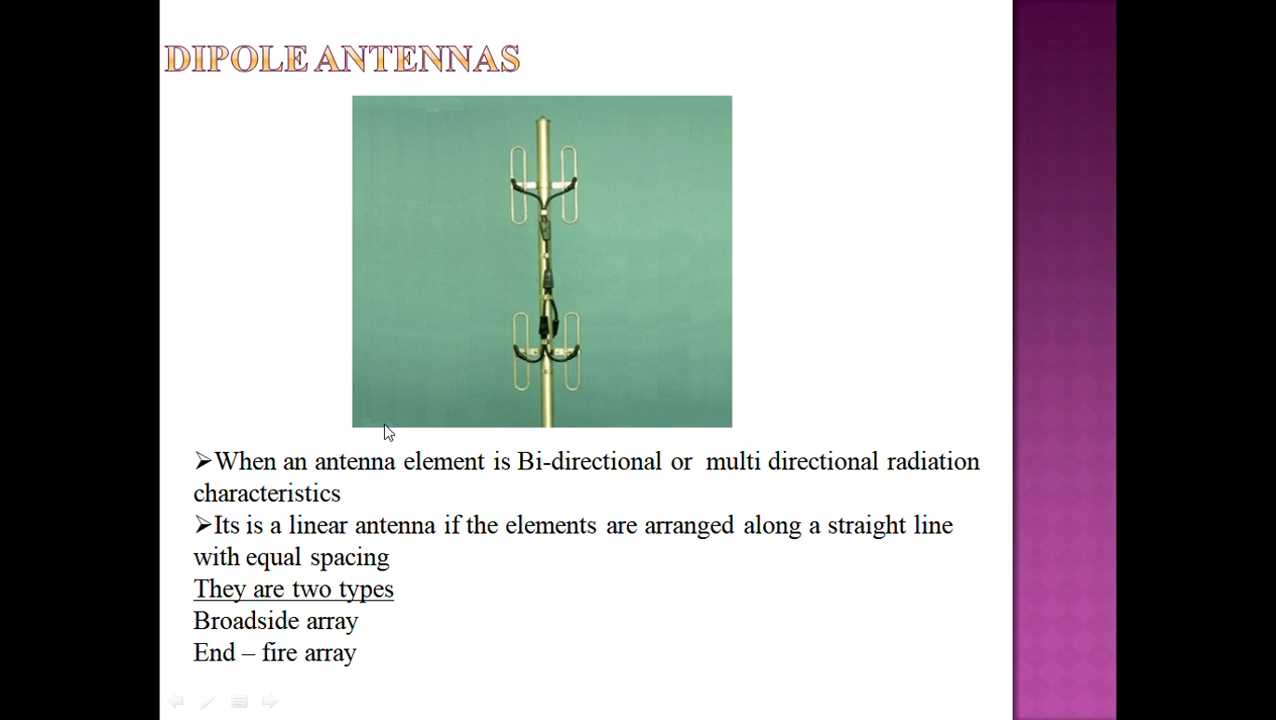 DIPOLE ANTENNAS
➢When an antenna element is Bi-directional or multi directional radiation
characteristics
➢Its is a linear antenna if the elements are arranged along a straight line
with equal spacing
They are two types
Broadside array
End – fire array